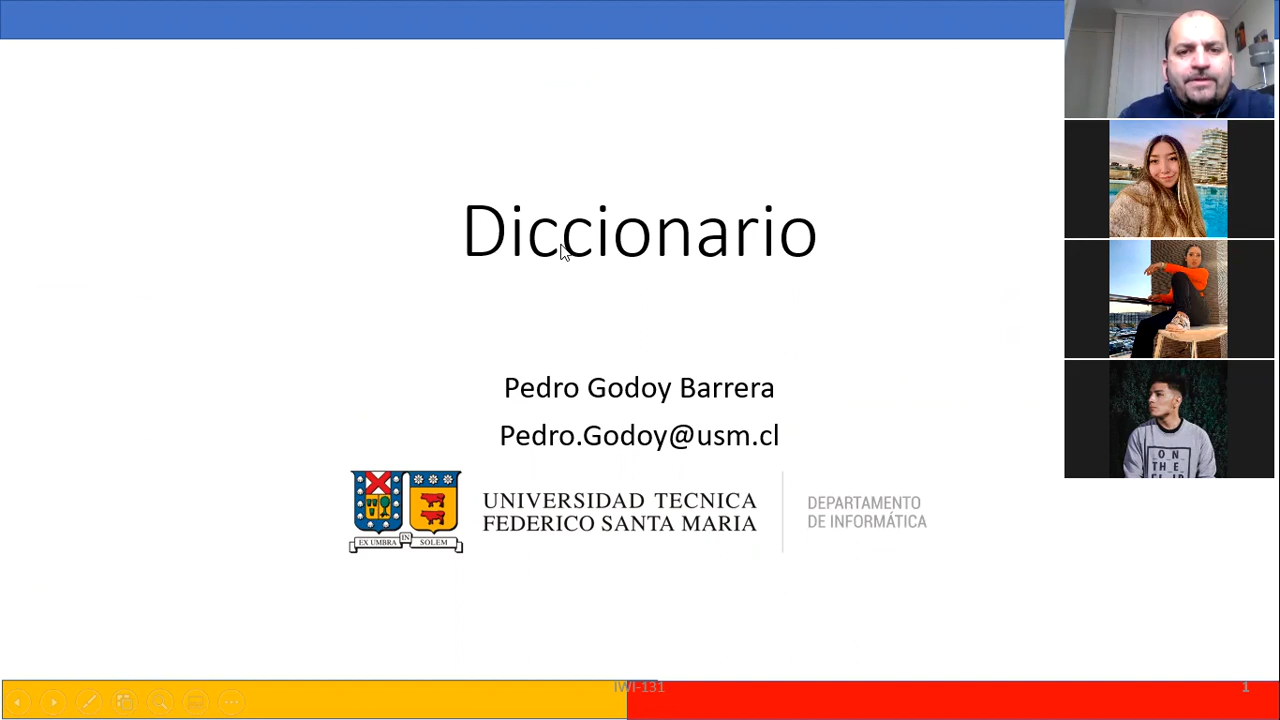 Diccionario
Pedro Godoy Barrera
Pedro.Godoy@usm.cl
EX UMBRA IN SOLEM
UNIVERSIDAD TECNICA
FEDERICO SANTA MARIA
DEPARTAMENTO
DE INFORMÁTICA
ON
THE
IWI-131
1